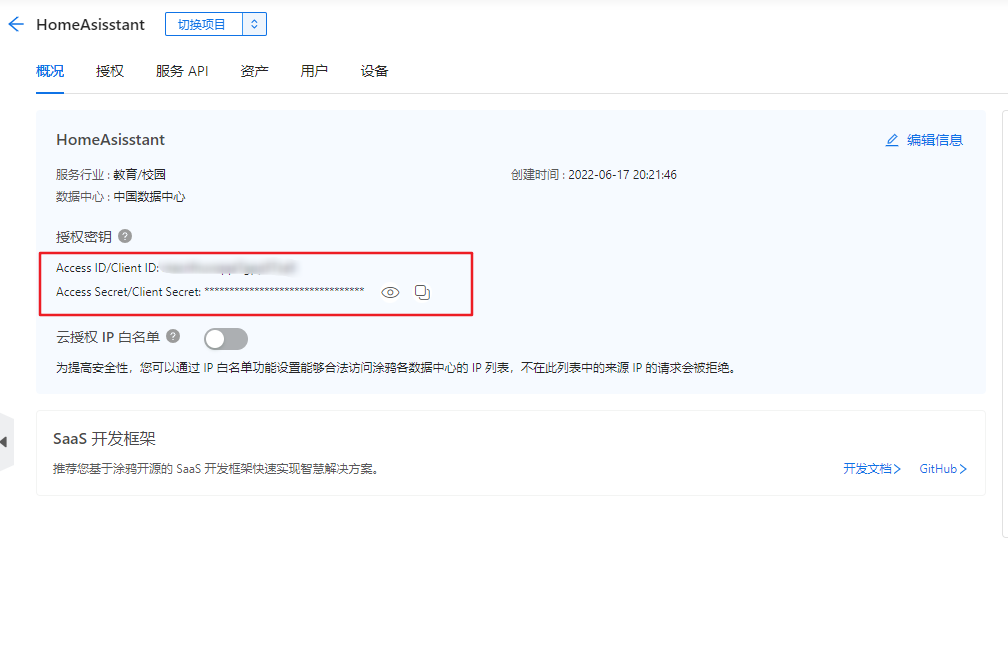 HomeAsisstant 切换项目
概况 授权 服务 API 资产 用户 设备
HomeAsisstant 编辑信息
服务行业 : 教育/校园 创建时间 : 2022-06-17 20:21:46
数据中心 : 中国数据中心
授权密钥 ?
Access ID/Client ID:
Access Secret/Client Secret: ********************************
云授权 IP 白名单 ?
为提高安全性，您可以通过 IP 白名单功能设置能够合法访问涂鸦各数据中心的 IP 列表，不在此列表中的来源 IP 的请求会被拒绝。
SaaS 开发框架
推荐您基于涂鸦开源的 SaaS 开发框架快速实现智慧解决方案。 开发文档 GitHub